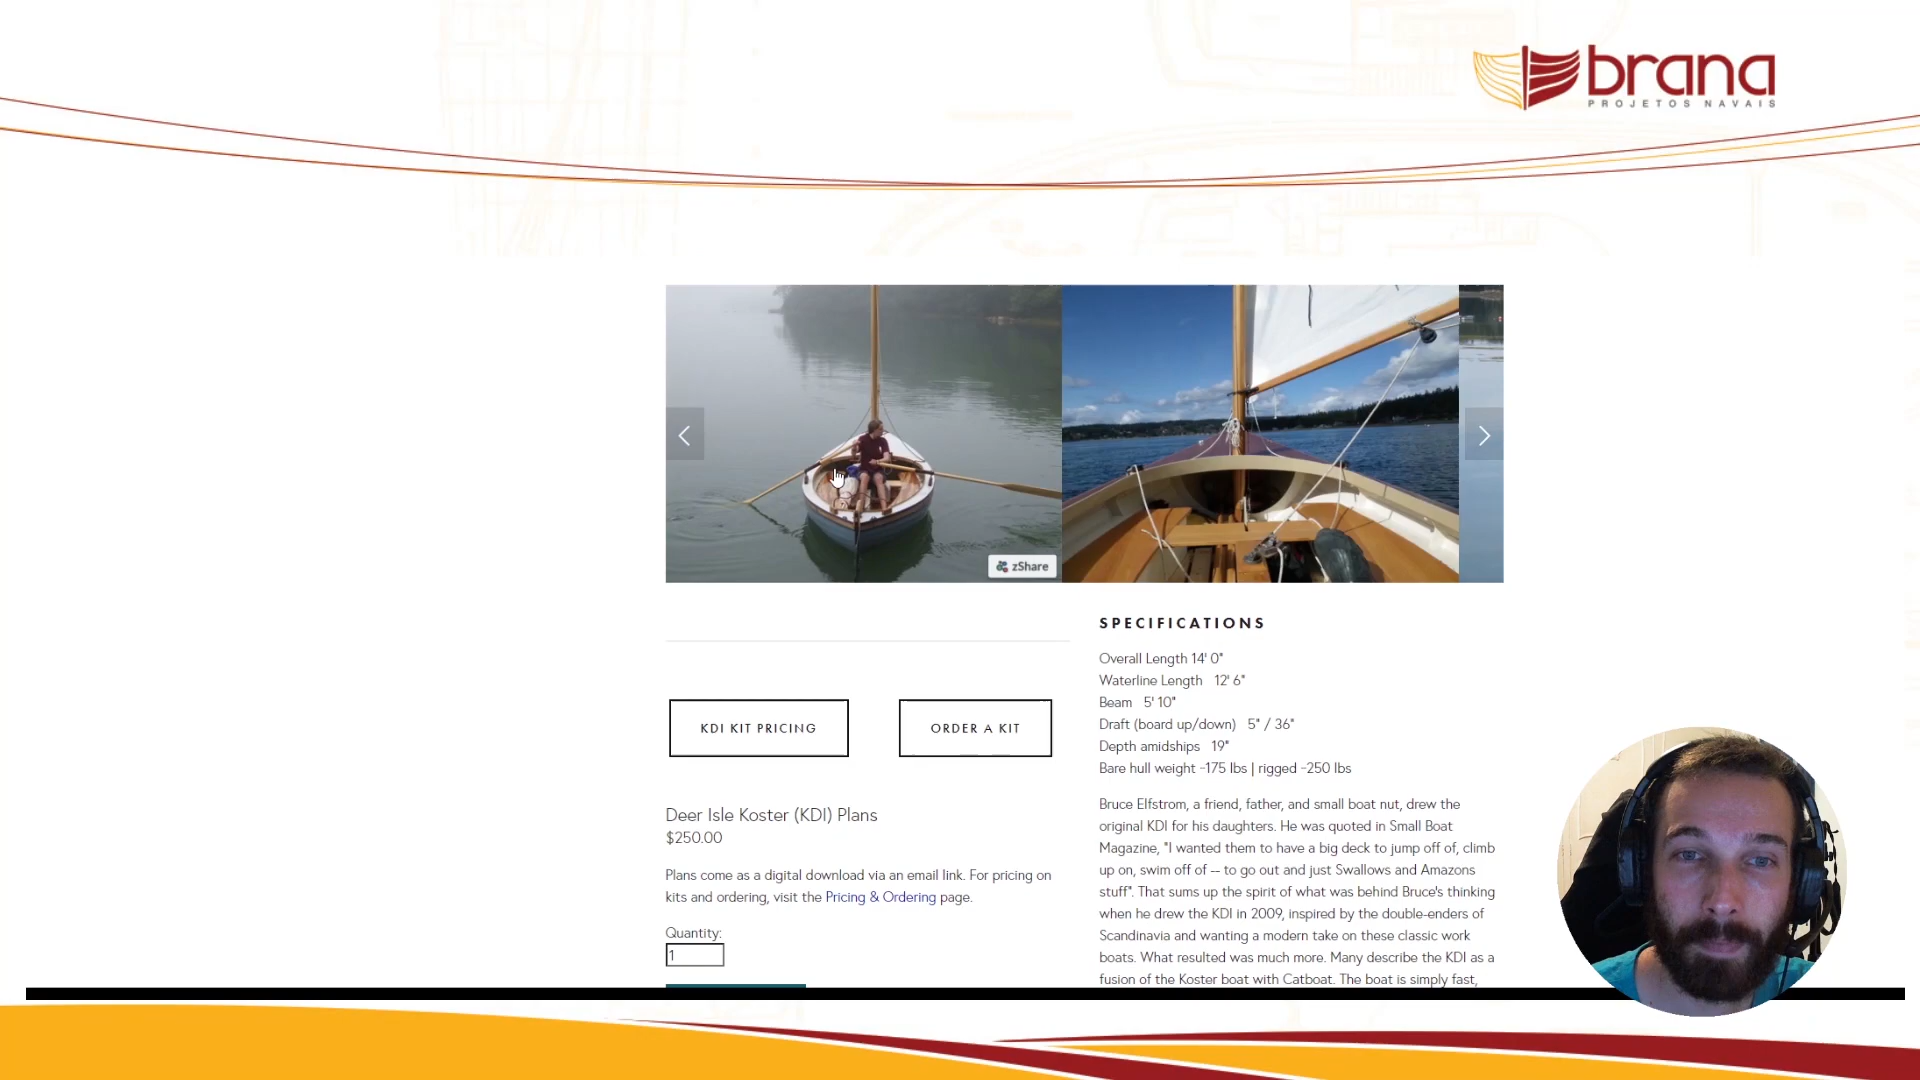 brana
PROJETOS NAVAIS
zShare
SPECIFICATIONS
Overall Length 14' 0"
Waterline Length 12' 6"
Beam 5' 10"
Draft (board up/down) 5" / 36"
Depth amidships 19"
Bare hull weight ~175 lbs | rigged ~250 lbs
KDI KIT PRICING
ORDER A KIT
Deer Isle Koster (KDI) Plans
$250.00
Plans come as a digital download via an email link. For pricing on
kits and ordering, visit the Pricing & Ordering page.
Quantity:
1
Bruce Elfstrom, a friend, father, and small boat nut, drew the
original KDI for his daughters. He was quoted in Small Boat
Magazine, "I wanted them to have a big deck to jump off of, climb
up on, swim off of -- to go out and just Swallows and Amazons
stuff". That sums up the spirit of what was behind Bruce's thinking
when he drew the KDI in 2009, inspired by the double-enders of
Scandinavia and wanting a modern take on these classic work
boats. What resulted was much more. Many describe the KDI as a
fusion of the Koster boat with Catboat. The boat is simply fast,